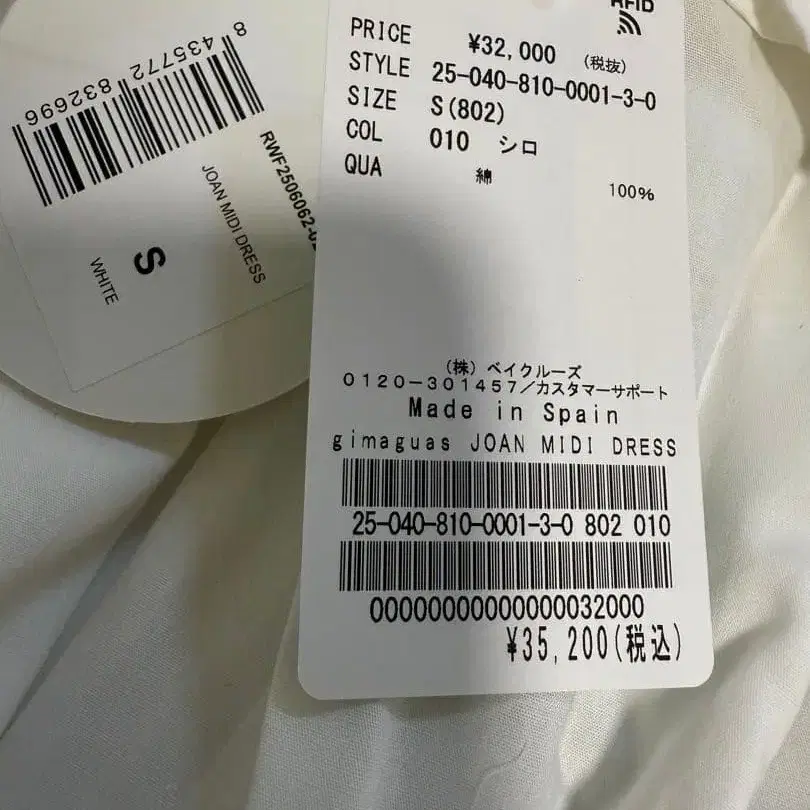 8 435772 832696
RWF2506062-0
JOAN MIDI DRESS
S
WHITE
RFID
PRICE ¥32,000 (税抜)
STYLE 25-040-810-0001-3-0
SIZE S(802)
COL 010 シロ
QUA 綿 100%
(株) ベイクルーズ
0120-301457/カスタマーサポート
Made in Spain
gimaguas JOAN MIDI DRESS
25-040-810-0001-3-0 802 010
00000000000000032000
¥35,200(税込)